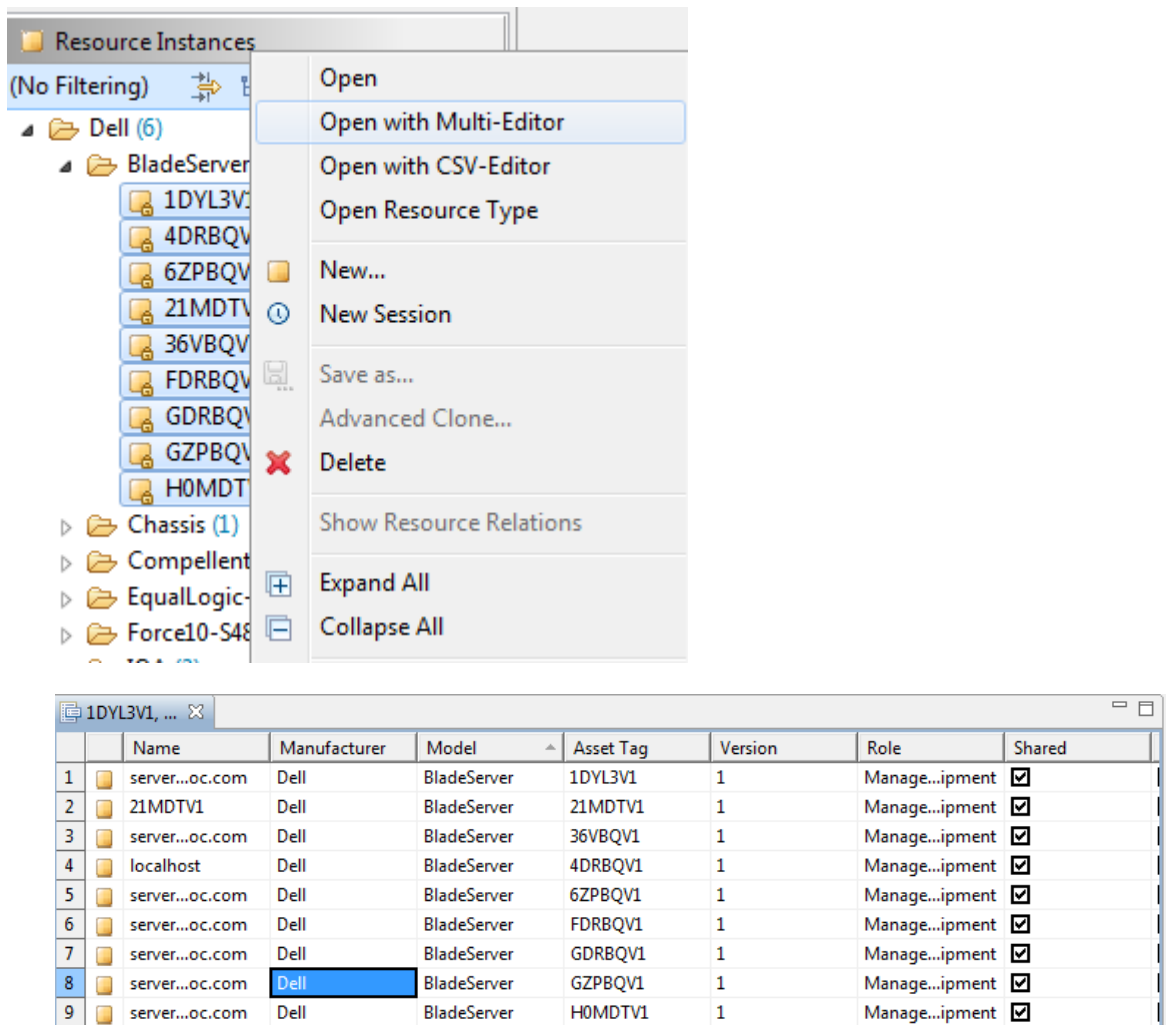 Resource Instances
(No Filtering)
Dell (6)
BladeServer
1DYL3V1
4DRBQV
6ZPBQV
21MDTV
36VBQV
FDRBQV
GDRBQV
GZPBQV
H0MDT
Chassis (1)
Compellent
EqualLogic-
Force10-S48
Open
Open with Multi-Editor
Open with CSV-Editor
Open Resource Type
New...
New Session
Save as...
Advanced Clone...
Delete
Show Resource Relations
Expand All
Collapse All
1DYL3V1, ...
Name Manufacturer Model Asset Tag Version Role Shared
1 server...oc.com Dell BladeServer 1DYL3V1 1 Manage...ipment
2 21MDTV1 Dell BladeServer 21MDTV1 1 Manage...ipment
3 server...oc.com Dell BladeServer 36VBQV1 1 Manage...ipment
4 localhost Dell BladeServer 4DRBQV1 1 Manage...ipment
5 server...oc.com Dell BladeServer 6ZPBQV1 1 Manage...ipment
6 server...oc.com Dell BladeServer FDRBQV1 1 Manage...ipment
7 server...oc.com Dell BladeServer GDRBQV1 1 Manage...ipment
8 server...oc.com Dell BladeServer GZPBQV1 1 Manage...ipment
9 server...oc.com Dell BladeServer H0MDTV1 1 Manage...ipment